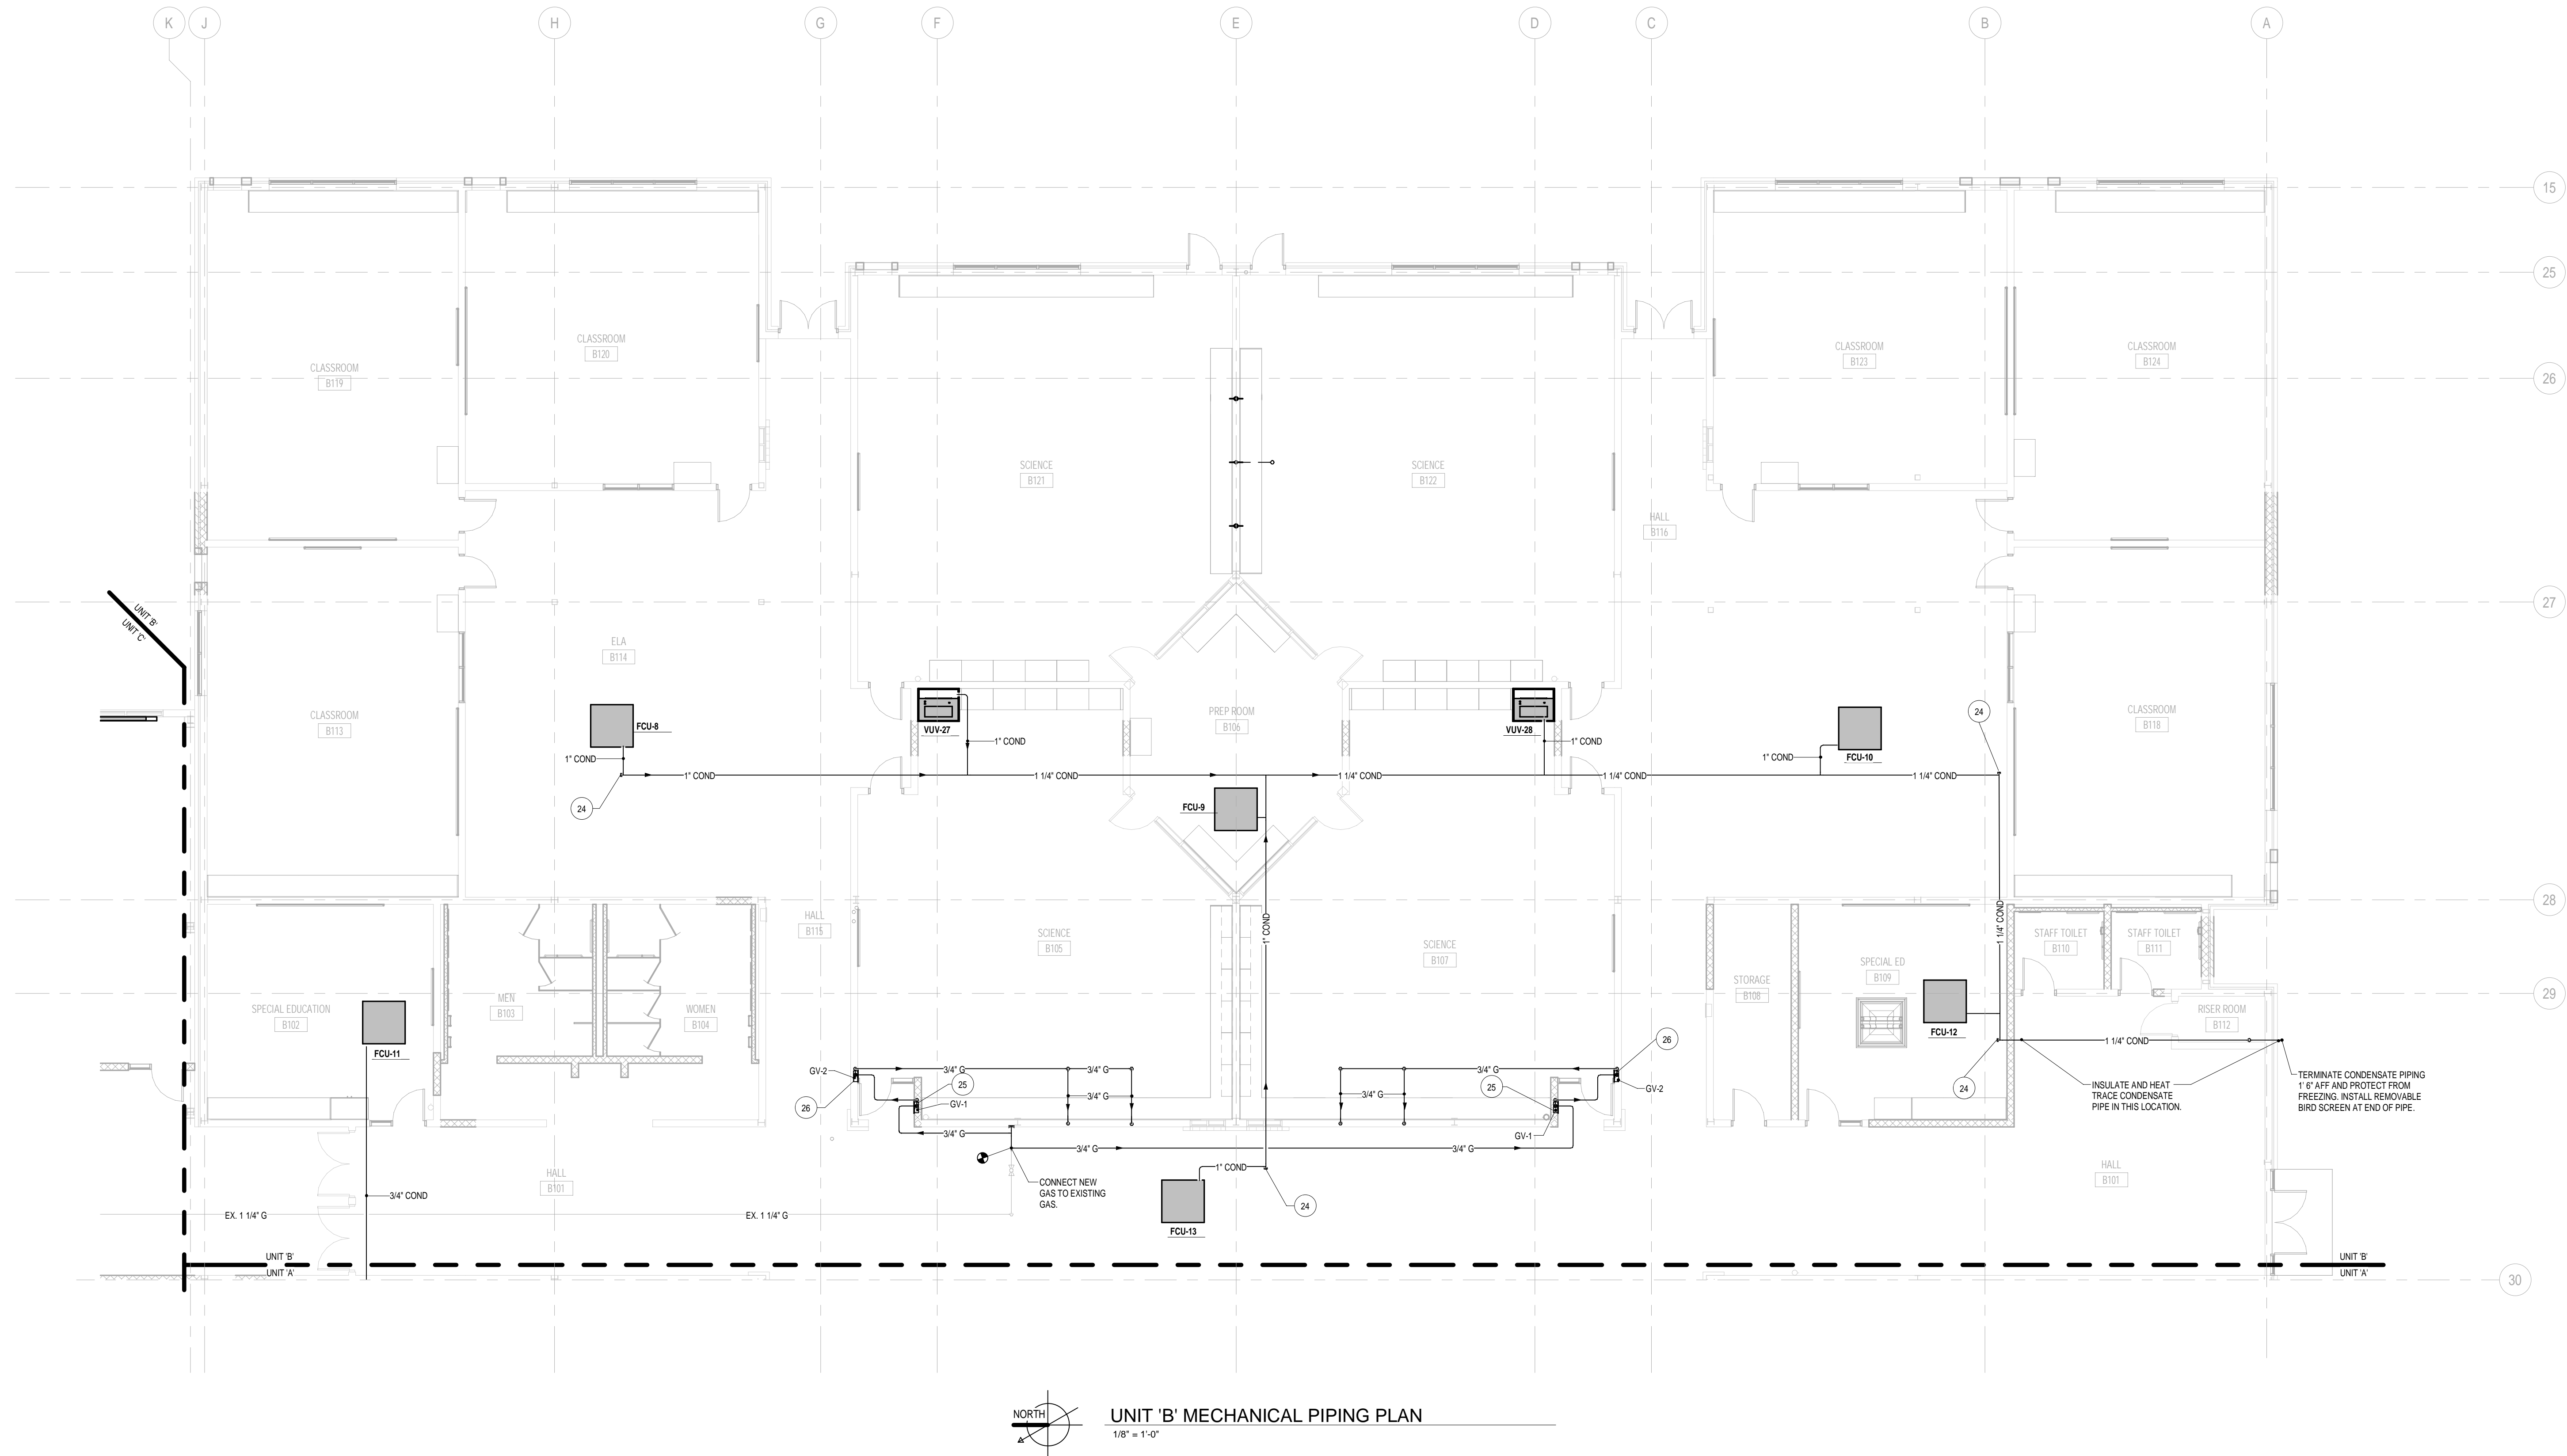 K
J
H
G
F
E
D
C
B
A
15
25
26
27
28
29
30
CLASSROOM
B119
CLASSROOM
B120
SCIENCE
B121
SCIENCE
B122
CLASSROOM
B123
CLASSROOM
B124
HALL
B116
UNIT 'B'
UNIT 'C'
ELA
B114
CLASSROOM
B113
FCU-8
1" COND
24
1" COND
VUV-27
1" COND
1 1/4" COND
PREP ROOM
B106
FCU-9
1 1/4" COND
VUV-28
1" COND
1 1/4" COND
1" COND
FCU-10
1 1/4" COND
24
CLASSROOM
B118
HALL
B115
SCIENCE
B105
1" COND
SCIENCE
B107
1 1/4" COND
STAFF TOILET
B110
STAFF TOILET
B111
SPECIAL ED
B109
STORAGE
B108
SPECIAL EDUCATION
B102
FCU-11
MEN
B103
WOMEN
B104
RISER ROOM
B112
FCU-12
24
1 1/4" COND
INSULATE AND HEAT
TRACE CONDENSATE
PIPE IN THIS LOCATION.
TERMINATE CONDENSATE PIPING
1' 6" AFF AND PROTECT FROM
FREEZING. INSTALL REMOVABLE
BIRD SCREEN AT END OF PIPE.
GV-2
26
3/4" G
3/4" G
25
GV-1
3/4" G
3/4" G
3/4" G
3/4" G
3/4" G
25
26
GV-2
GV-1
3/4" G
3/4" G
CONNECT NEW
GAS TO EXISTING
GAS.
1" COND
FCU-13
24
HALL
B101
HALL
B101
3/4" COND
EX. 1 1/4" G
EX. 1 1/4" G
UNIT 'B'
UNIT 'A'
UNIT 'B'
UNIT 'A'
NORTH
UNIT 'B' MECHANICAL PIPING PLAN
1/8" = 1'-0"